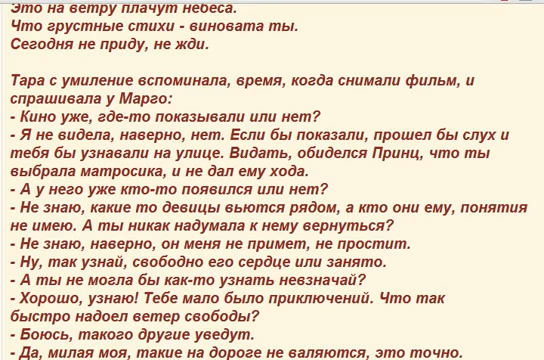 Это на ветру плачут небеса.
Что грустные стихи - виновата ты.
Сегодня не приду, не жди.
Тара с умиление вспоминала, время, когда снимали фильм, и
спрашивала у Марго:
- Кино уже, где-то показывали или нет?
- Я не видела, наверно, нет. Если бы показали, прошел бы слух и
тебя бы узнавали на улице. Видать, обиделся Принц, что ты
выбрала матросика, и не дал ему хода.
- А у него уже кто-то появился или нет?
- Не знаю, какие то девицы вьются рядом, а кто они ему, понятия
не имею. А ты никак надумала к нему вернуться?
- Не знаю, наверно, он меня не примет, не простит.
- Ну, так узнай, свободно его сердце или занято.
- А ты не могла бы как-то узнать невзначай?
- Хорошо, узнаю! Тебе мало было приключений. Что так
быстро надоел ветер свободы?
- Боюсь, такого другие уведут.
- Да, милая моя, такие на дороге не валяются, это точно.